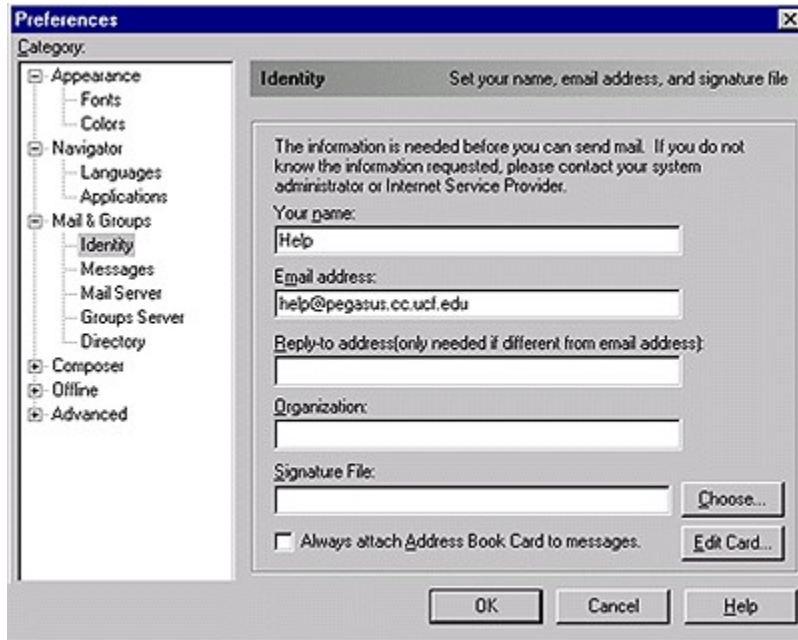 Preferences
Category:
Appearance
Fonts
Colors
Navigator
Languages
Applications
Mail & Groups
Identity
Messages
Mail Server
Groups Server
Directory
Composer
Offline
Advanced
Identity Set your name, email address, and signature file
The information is needed before you can send mail. If you do not
know the information requested, please contact your system
administrator or Internet Service Provider.
Your name:
Help
Email address:
help@pegasus.cc.ucf.edu
Reply-to address(only needed if different from email address):
Organization:
Signature File:
Choose...
Always attach Address Book Card to messages.
Edit Card...
OK Cancel Help